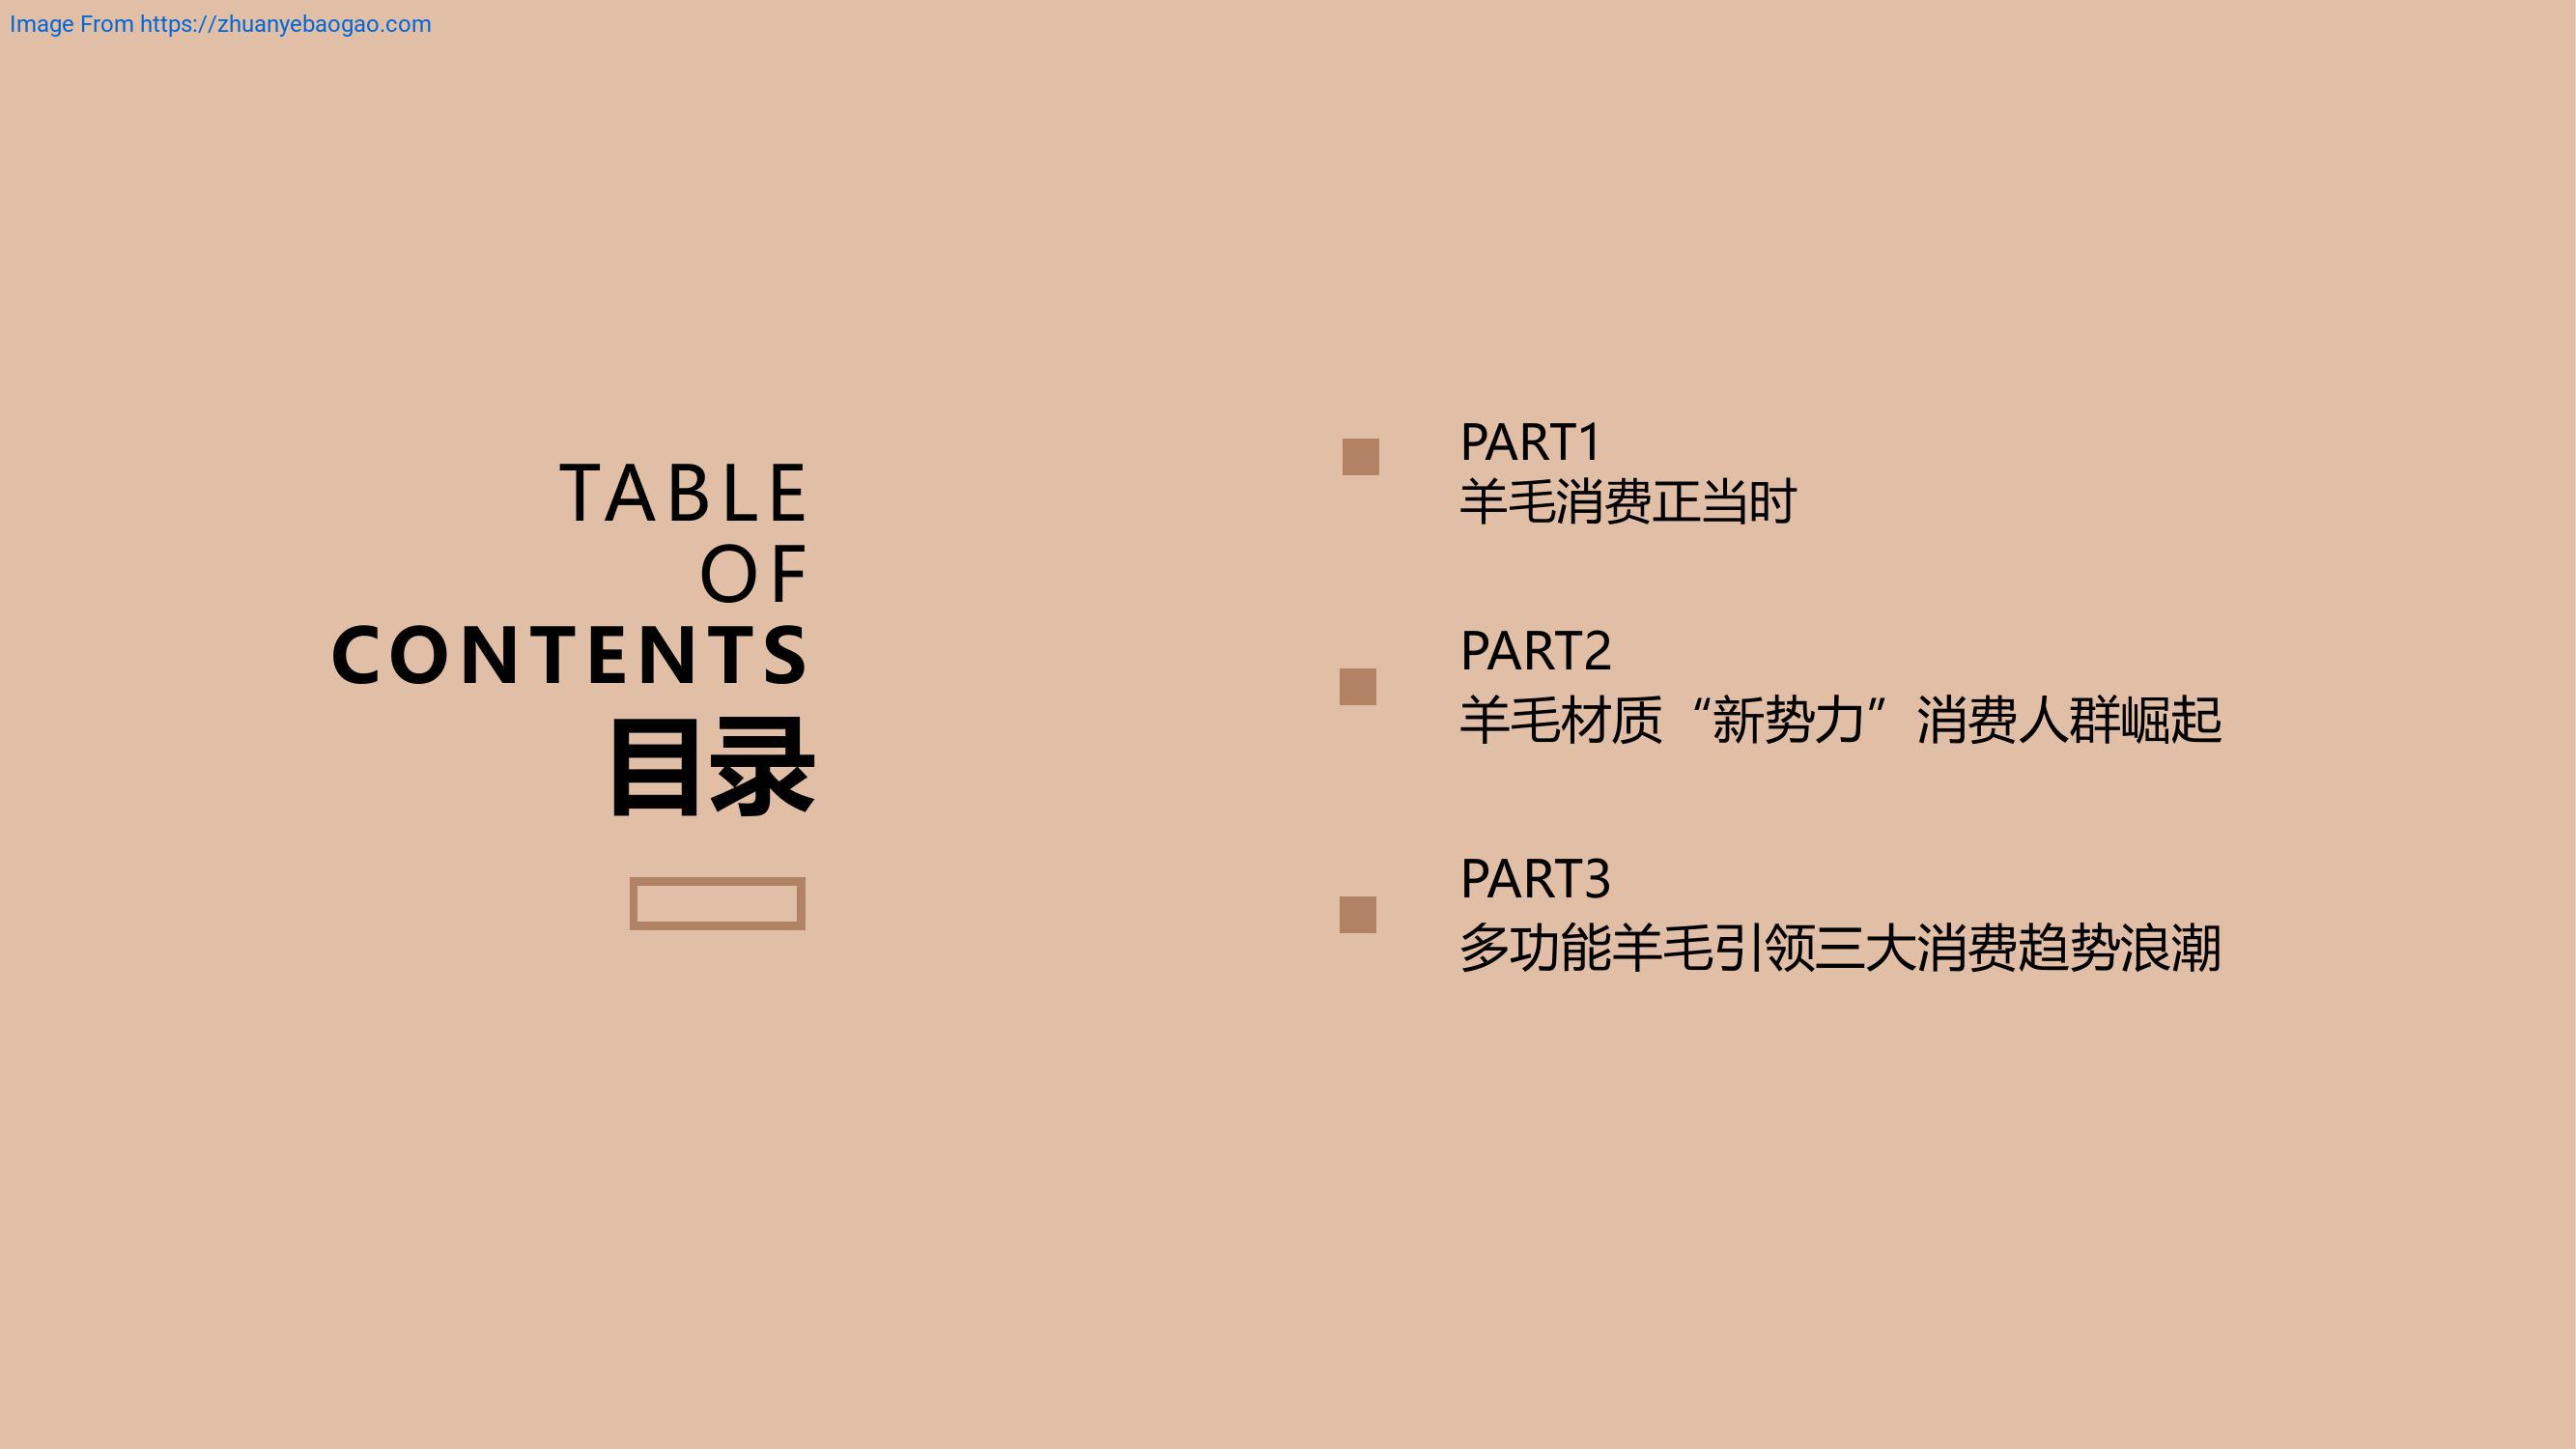 Image From https://zhuanyebaogao.com
TABLE
OF
CONTENTS
目录
PART1
羊毛消费正当时
PART2
羊毛材质“新势力”消费人群崛起
PART3
多功能羊毛引领三大消费趋势浪潮